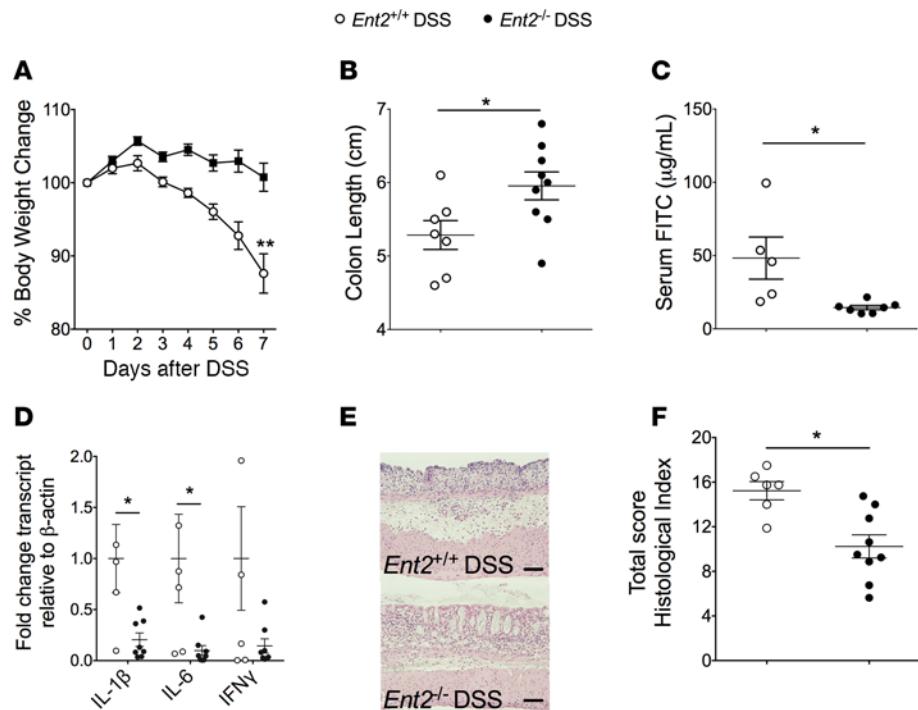 ○ Ent2+/+ DSS ● Ent2-/- DSS
A
B
C
110
100
90
80
% Body Weight Change
0 1 2 3 4 5 6 7
Days after DSS
**
7
6
5
4
Colon Length (cm)
*
150
100
50
0
Serum FITC (μg/mL)
*
D
E
F
2.0
1.5
1.0
0.5
0.0
Fold change transcript
relative to β-actin
*
*
IL-1β
IL-6
IFNγ
Ent2+/+ DSS
Ent2-/- DSS
20
16
12
8
4
0
Total score
Histological Index
*